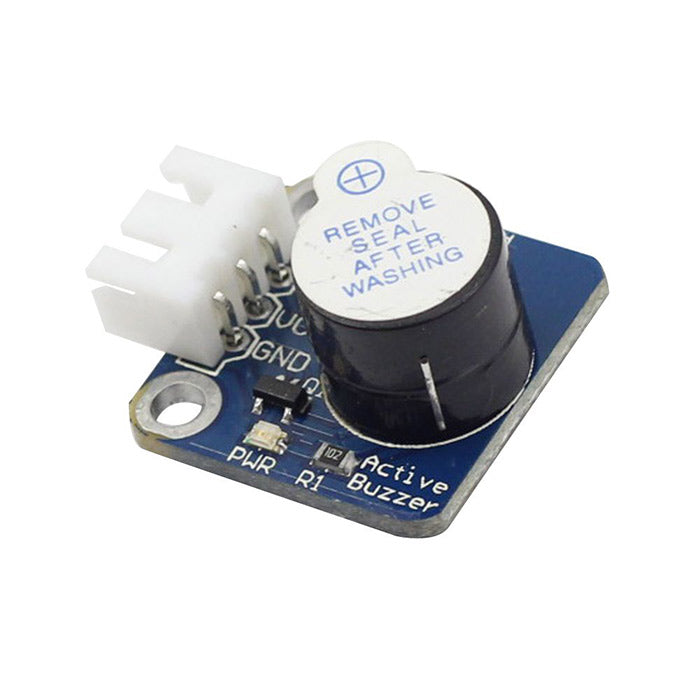 REMOVE
SEAL
AFTER
WASHING
GND
PWR
R1
102
Active
Buzzer